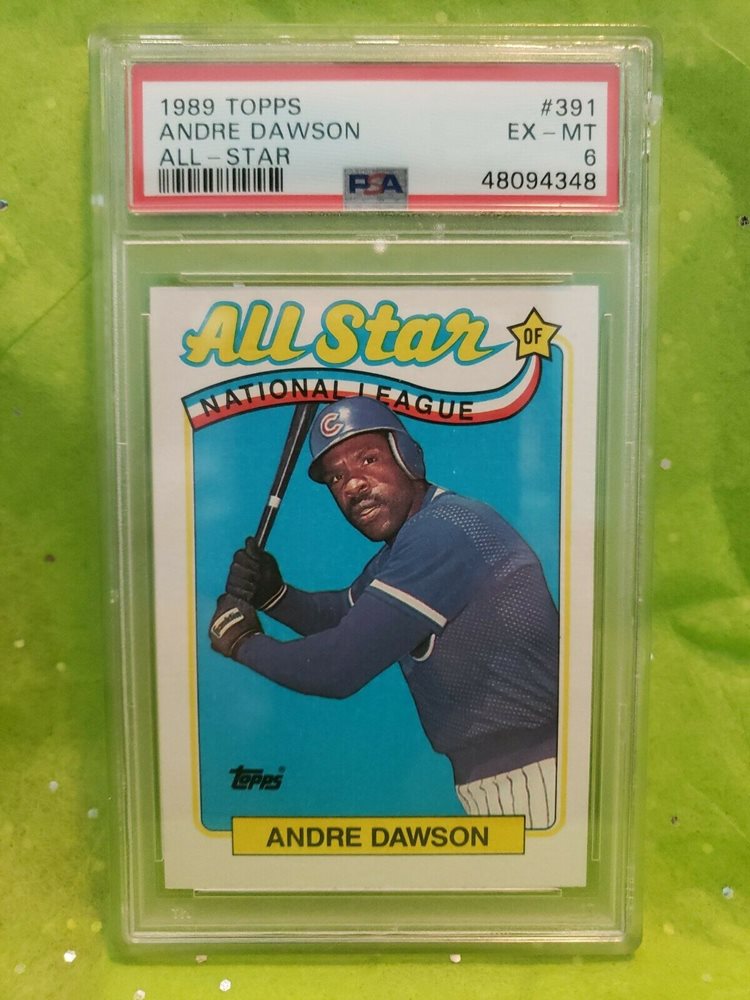 1989 TOPPS #391
ANDRE DAWSON EX-MT
ALL-STAR 6
PSA 48094348
All Star OF
NATIONAL LEAGUE
C
topps®
ANDRE DAWSON